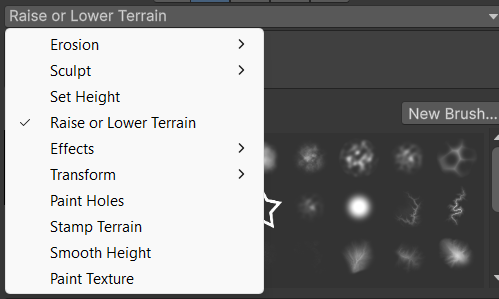 Raise or Lower Terrain
Erosion
Sculpt
Set Height
Raise or Lower Terrain
Effects
Transform
Paint Holes
Stamp Terrain
Smooth Height
Paint Texture
New Brush...